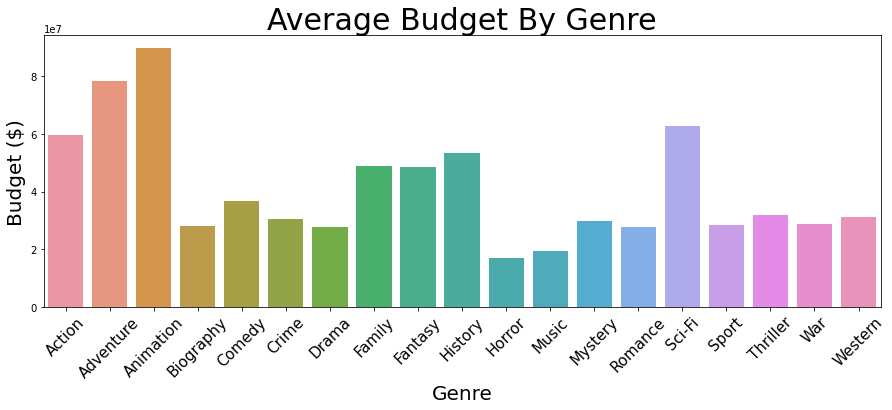 Average Budget By Genre
1e7
8
6
4
2
0
Budget ($)
Action
Adventure
Animation
Biography
Comedy
Crime
Drama
Family
Fantasy
History
Horror
Music
Mystery
Romance
Sci-Fi
Sport
Thriller
War
Western
Genre